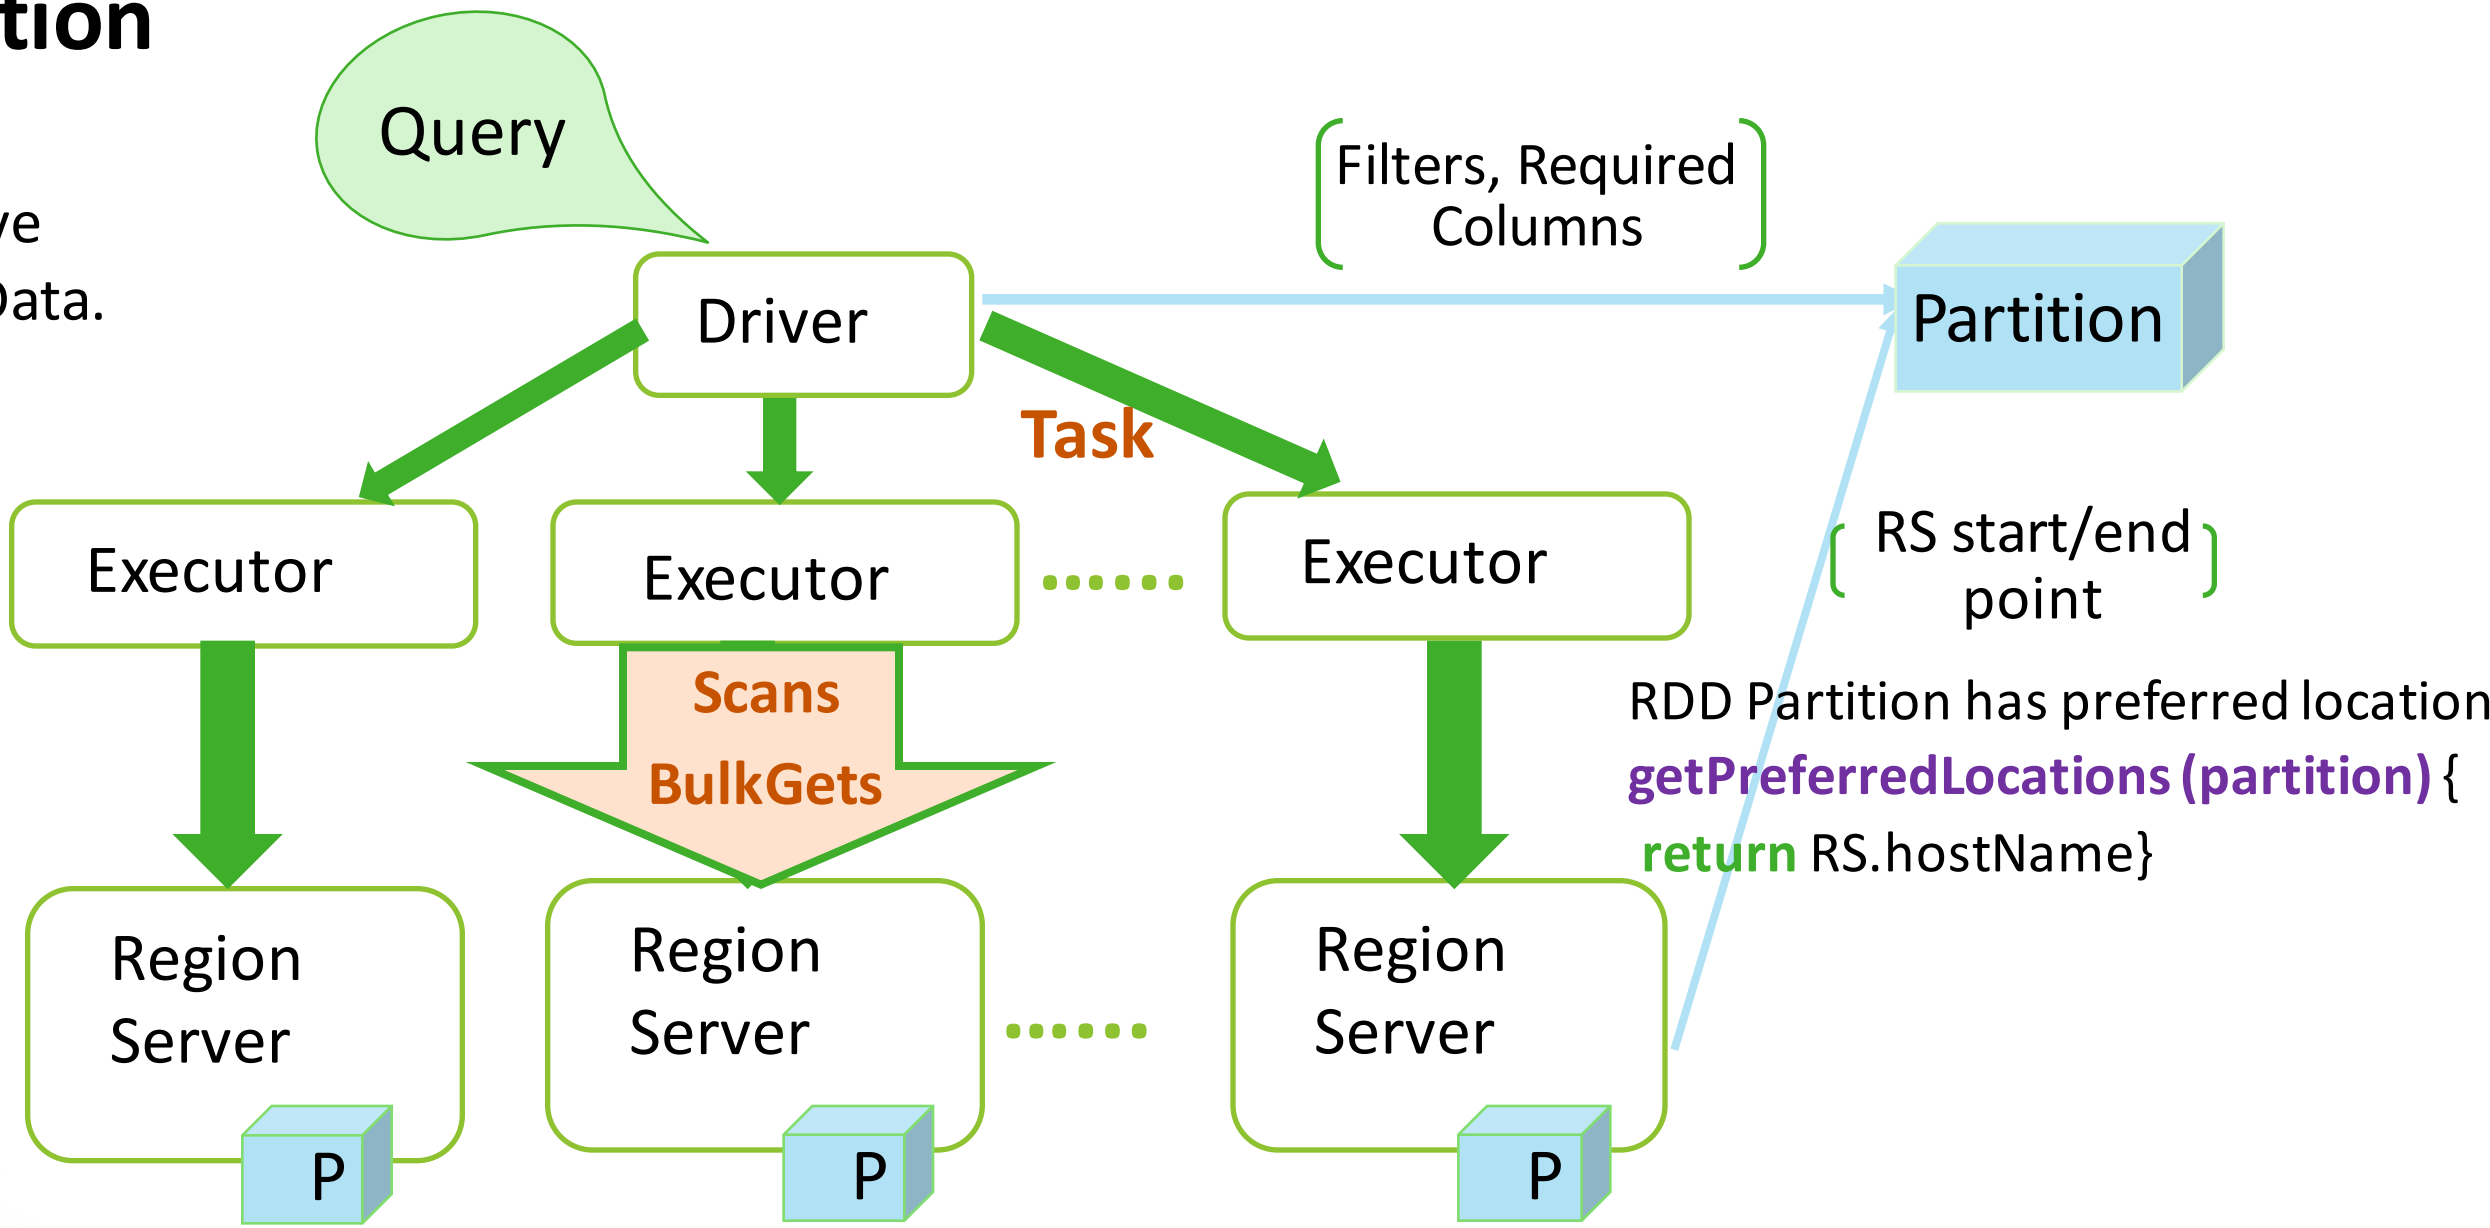 tion
Query
ve
Data.
Filters, Required
Columns
Driver
Partition
Task
Executor
Executor
......
Executor
RS start/end
point
Scans
BulkGets
RDD Partition has preferred location
getPreferredLocations (partition) {
return RS.hostName}
Region
Server
Region
Server
......
Region
Server
P
P
P